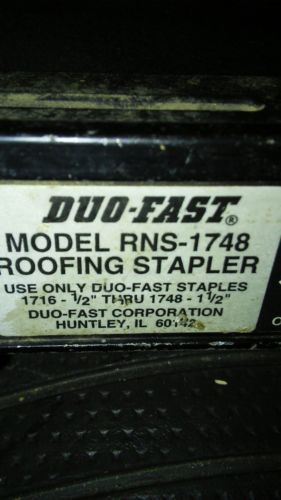 DUO-FAST®
MODEL RNS-1748
ROOFING STAPLER
USE ONLY DUO-FAST STAPLES
1716 - 1/2" THRU 1748 - 1 1/2"
DUO-FAST CORPORATION
HUNTLEY, IL 60142